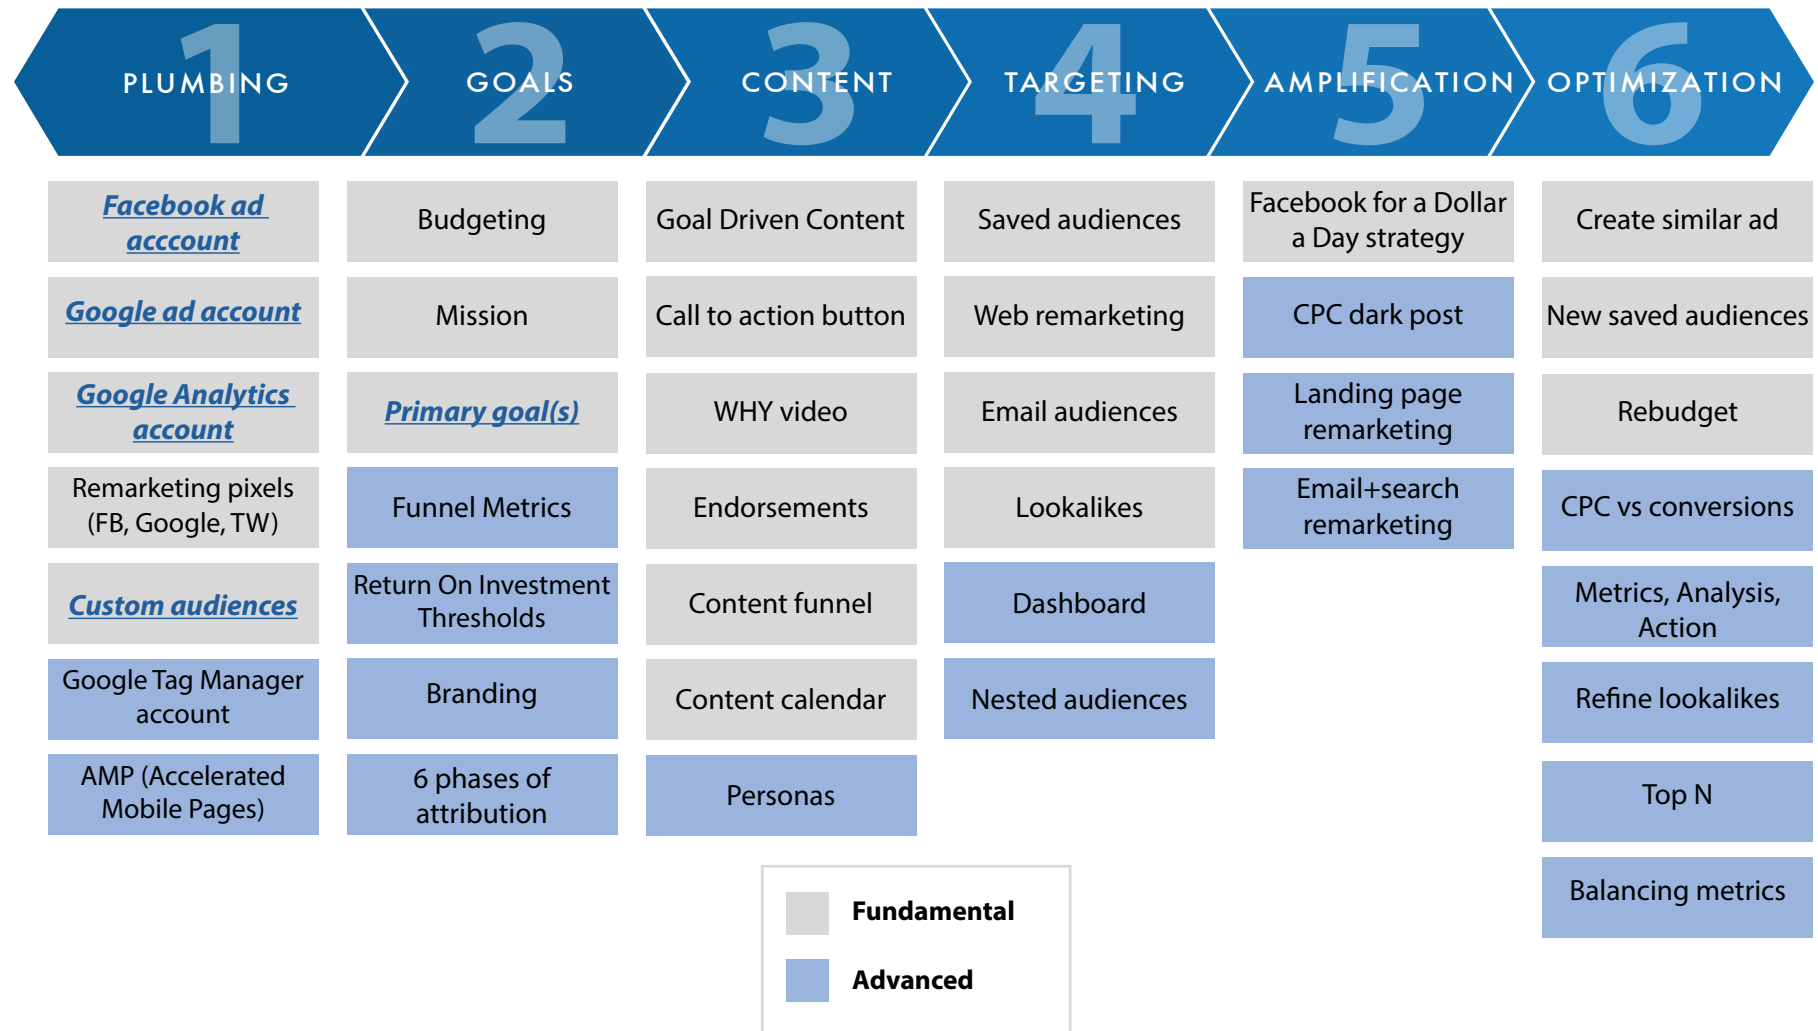 1
PLUMBING
2
GOALS
3
CONTENT
4
TARGETING
5
AMPLIFICATION
6
OPTIMIZATION
Facebook ad
acccount
Google ad account
Google Analytics
account
Remarketing pixels
(FB, Google, TW)
Custom audiences
Google Tag Manager
account
AMP (Accelerated
Mobile Pages)
Budgeting
Mission
Primary goal(s)
Funnel Metrics
Return On Investment
Thresholds
Branding
6 phases of
attribution
Goal Driven Content
Call to action button
WHY video
Endorsements
Content funnel
Content calendar
Personas
Saved audiences
Web remarketing
Email audiences
Lookalikes
Dashboard
Nested audiences
Facebook for a Dollar
a Day strategy
CPC dark post
Landing page
remarketing
Email+search
remarketing
Create similar ad
New saved audiences
Rebudget
CPC vs conversions
Metrics, Analysis,
Action
Refine lookalikes
Top N
Balancing metrics
Fundamental
Advanced